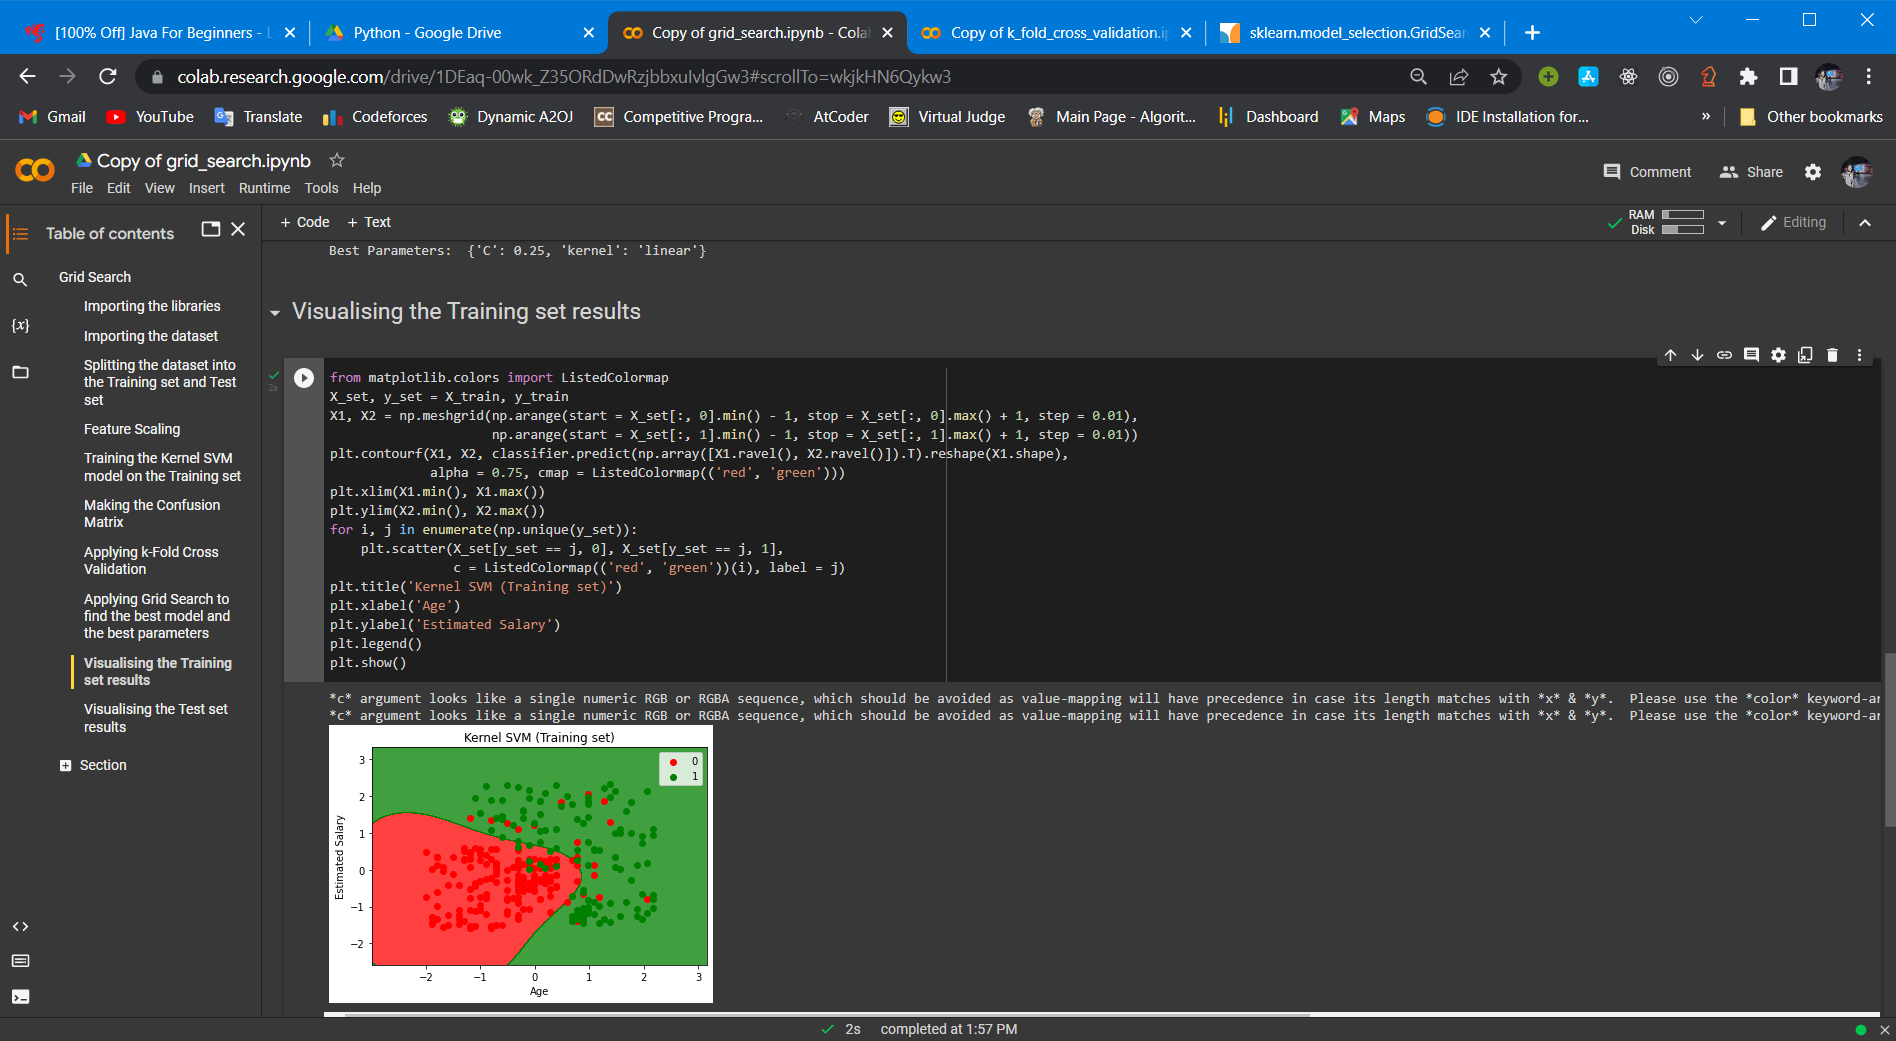 [100% Off] Java For Beginners - L
Python - Google Drive
Copy of grid_search.ipynb - Colab
Copy of k_fold_cross_validation.ip
sklearn.model_selection.GridSear
colab.research.google.com/drive/1DEaq-00wk_Z35ORdDwRzjbbxuIvlgGw3#scrollTo=wkjkHN6Qykw3
Gmail YouTube Translate Codeforces Dynamic A2OJ Competitive Progra... AtCoder Virtual Judge Main Page - Algorit... Dashboard Maps IDE Installation for... » Other bookmarks
Copy of grid_search.ipynb
Comment Share
File Edit View Insert Runtime Tools Help
Table of contents
+ Code + Text
RAM
Disk
Editing
Grid Search
Importing the libraries
Importing the dataset
Splitting the dataset into
the Training set and Test
set
Feature Scaling
Training the Kernel SVM
model on the Training set
Making the Confusion
Matrix
Applying k-Fold Cross
Validation
Applying Grid Search to
find the best model and
the best parameters
Visualising the Training
set results
Visualising the Test set
results
Section
{x}
Best Parameters:  {'C': 0.25, 'kernel': 'linear'}
Visualising the Training set results
2s
from matplotlib.colors import ListedColormap
X_set, y_set = X_train, y_train
X1, X2 = np.meshgrid(np.arange(start = X_set[:, 0].min() - 1, stop = X_set[:, 0].max() + 1, step = 0.01),
np.arange(start = X_set[:, 1].min() - 1, stop = X_set[:, 1].max() + 1, step = 0.01))
plt.contourf(X1, X2, classifier.predict(np.array([X1.ravel(), X2.ravel()]).T).reshape(X1.shape),
alpha = 0.75, cmap = ListedColormap(('red', 'green')))
plt.xlim(X1.min(), X1.max())
plt.ylim(X2.min(), X2.max())
for i, j in enumerate(np.unique(y_set)):
plt.scatter(X_set[y_set == j, 0], X_set[y_set == j, 1],
c = ListedColormap(('red', 'green'))(i), label = j)
plt.title('Kernel SVM (Training set)')
plt.xlabel('Age')
plt.ylabel('Estimated Salary')
plt.legend()
plt.show()
*c* argument looks like a single numeric RGB or RGBA sequence, which should be avoided as value-mapping will have precedence in case its length matches with *x* & *y*.  Please use the *color* keyword-ar
*c* argument looks like a single numeric RGB or RGBA sequence, which should be avoided as value-mapping will have precedence in case its length matches with *x* & *y*.  Please use the *color* keyword-ar
Kernel SVM (Training set)
0
1
3
2
1
0
−1
−2
Estimated Salary
−2 −1 0 1 2 3
Age
2s completed at 1:57 PM